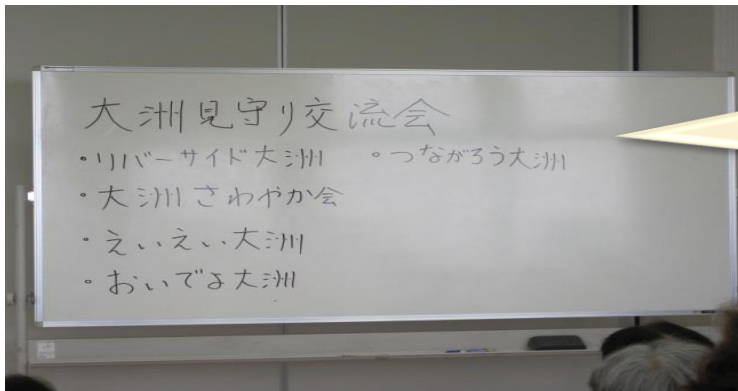 大洲見守り交流会
・リバーサイド大洲 ・つながろう大洲
・大洲さわやか会
・えいえい大洲
・おいでよ大洲